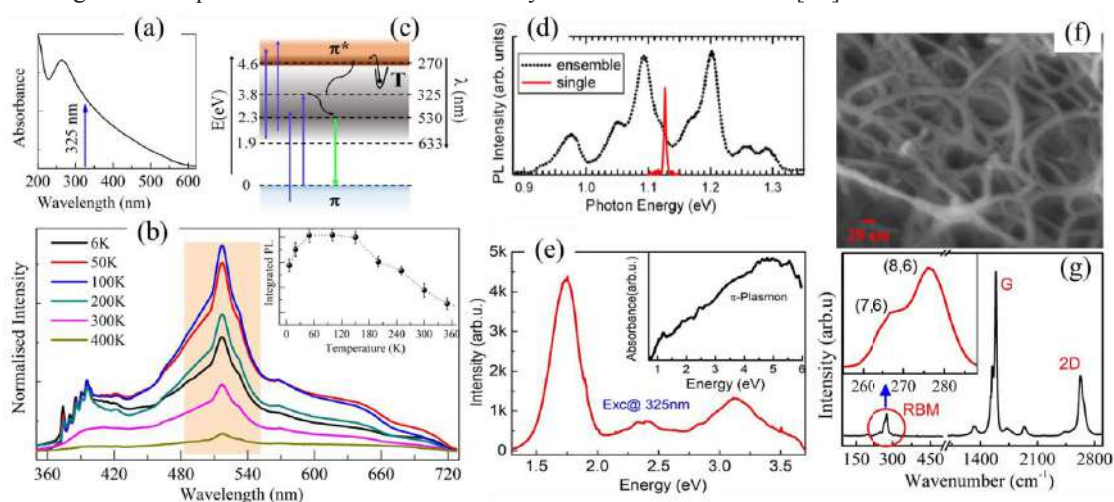 (a)
Absorbance
325 nm
200 300 400 500 600
Wavelength (nm)
(c)
π*
4.6
3.8
2.3
1.9
0
E(eV)
T
270
325
530
633
λ (nm)
π
(d)
PL Intensity (arb. units)
ensemble
single
0.9 1.0 1.1 1.2 1.3
Photon Energy (eV)
(f)
20 nm
(b)
Normalised Intensity
6K
50K
100K
200K
300K
400K
360 420 480 540 600 660 720
Wavelength (nm)
Integrated PL
0 60 120 180 240 300 360
Temperature (K)
(e)
Intensity (arb.u.)
5k
4k
3k
2k
1k
0
Exc@ 325nm
1.5 2.0 2.5 3.0 3.5
Energy (eV)
Absorbance(arb.u.)
π-Plasmon
1 2 3 4 5 6
Energy (eV)
(g)
Intensity (arb.u)
(7,6)
(8,6)
260 270 280
RBM
G
2D
150 300 450 1400 2100 2800
Wavenumber (cm-1)